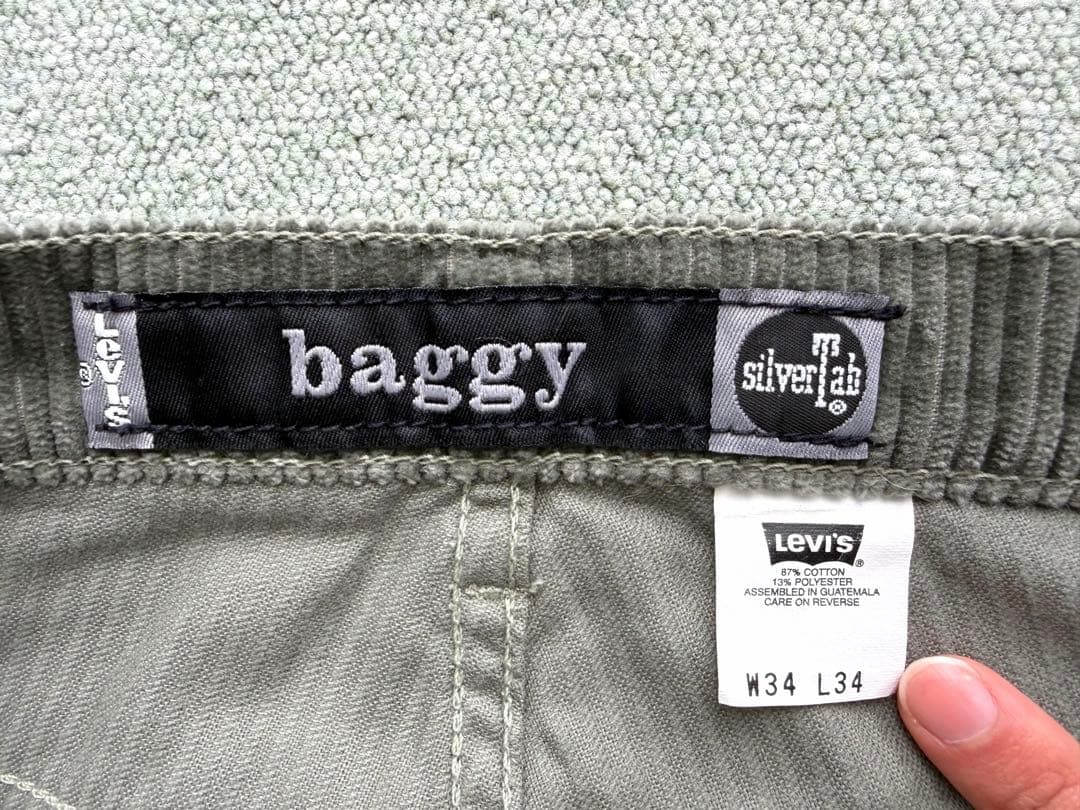 LeVI'S
®
baggy
silverTab
®
LEVI'S
®
87% COTTON
13% POLYESTER
ASSEMBLED IN GUATEMALA
CARE ON REVERSE
W34 L34